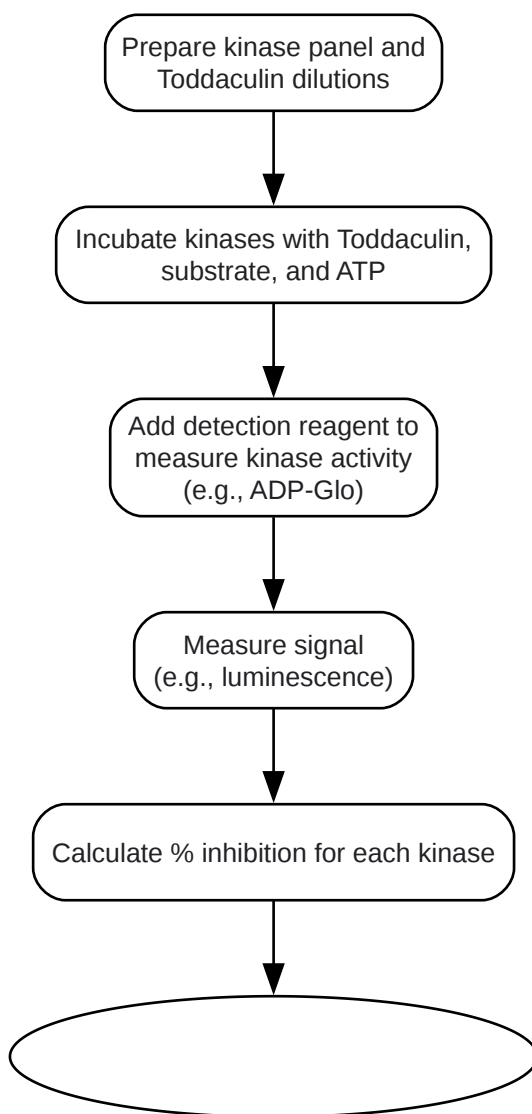 Prepare kinase panel and
Toddaculin dilutions
Incubate kinases with Toddaculin,
substrate, and ATP
Add detection reagent to
measure kinase activity
(e.g., ADP-Glo)
Measure signal
(e.g., luminescence)
Calculate % inhibition for each kinase